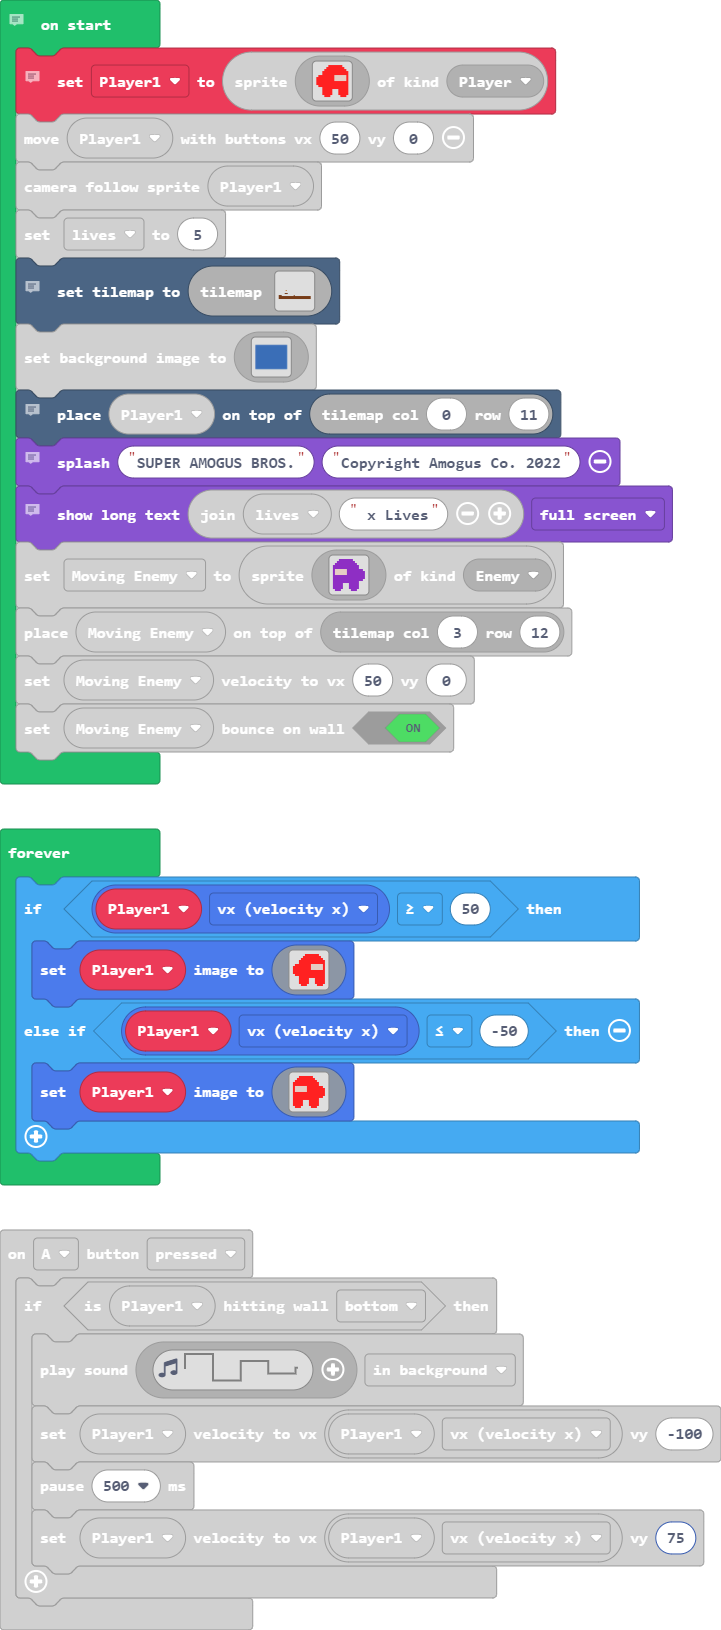 on start
set Player1 to sprite of kind Player
move Player1 with buttons vx 50 vy 0
camera follow sprite Player1
set lives to 5
set tilemap to tilemap
set background image to
place Player1 on top of tilemap col 0 row 11
splash "SUPER AMOGUS BROS." "Copyright Amogus Co. 2022"
show long text join lives " x Lives" full screen
set Moving Enemy to sprite of kind Enemy
place Moving Enemy on top of tilemap col 3 row 12
set Moving Enemy velocity to vx 50 vy 0
set Moving Enemy bounce on wall ON
forever
if Player1 vx (velocity x) ≥ 50 then
set Player1 image to
else if Player1 vx (velocity x) ≤ -50 then
set Player1 image to
on A button pressed
if is Player1 hitting wall bottom then
play sound in background
set Player1 velocity to vx Player1 vx (velocity x) vy -100
pause 500 ms
set Player1 velocity to vx Player1 vx (velocity x) vy 75